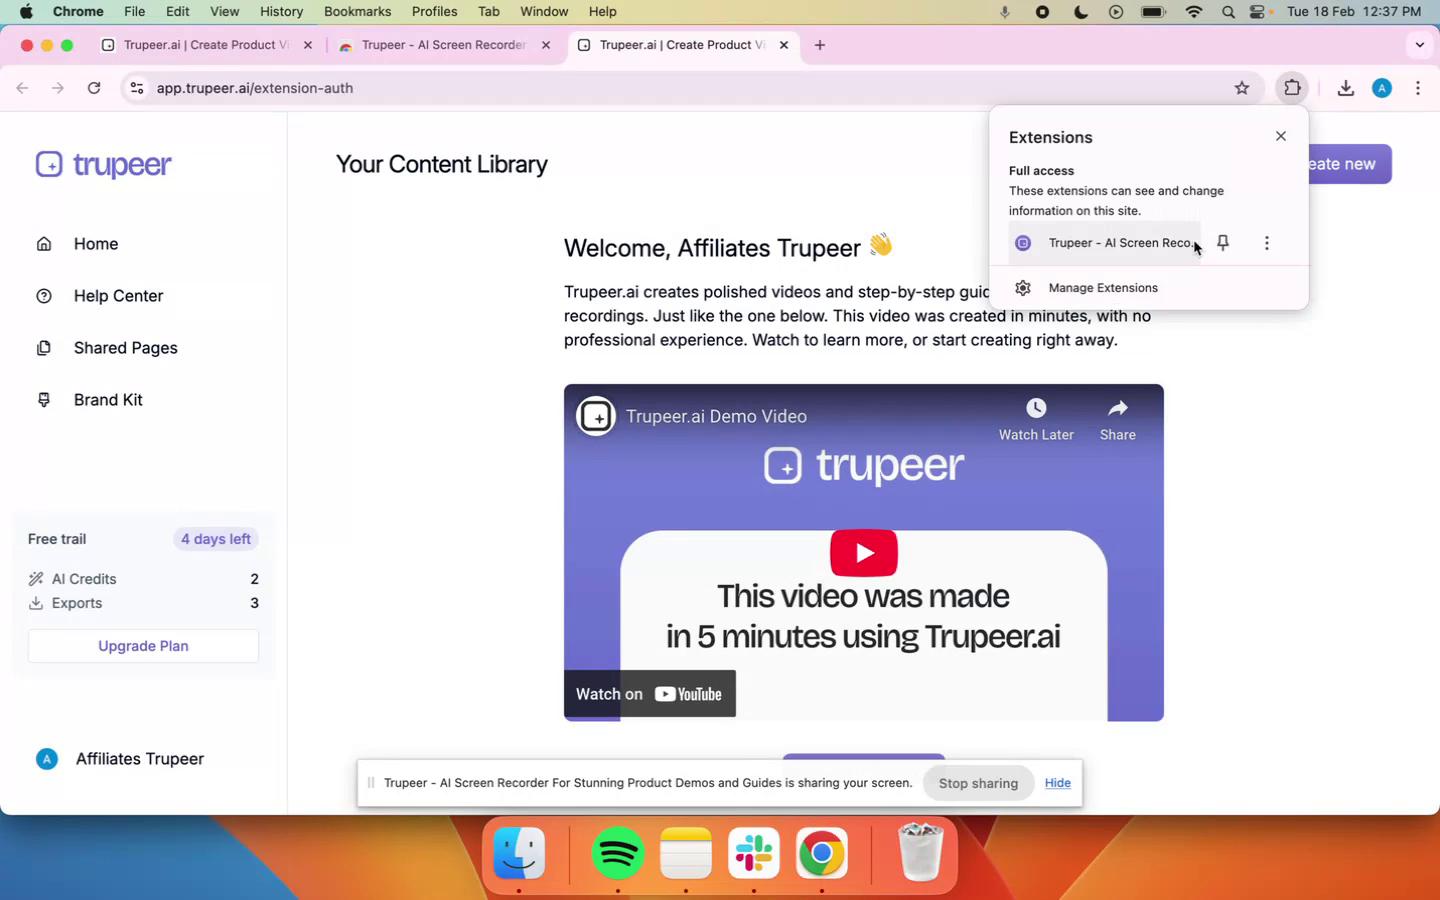 Chrome File Edit View History Bookmarks Profiles Tab Window Help Tue 18 Feb 12:37 PM
Trupeer.ai | Create Product Vi Trupeer - AI Screen Recorder Trupeer.ai | Create Product Vi
app.trupeer.ai/extension-auth A
trupeer
Home
Help Center
Shared Pages
Brand Kit
Free trail 4 days left
AI Credits 2
Exports 3
Upgrade Plan
A Affiliates Trupeer
Your Content Library
eate new
Extensions
Full access
These extensions can see and change
information on this site.
Trupeer - AI Screen Reco...
Manage Extensions
Welcome, Affiliates Trupeer 👋
Trupeer.ai creates polished videos and step-by-step guid
recordings. Just like the one below. This video was created in minutes, with no
professional experience. Watch to learn more, or start creating right away.
Trupeer.ai Demo Video
Watch Later Share
trupeer
This video was made
in 5 minutes using Trupeer.ai
Watch on YouTube
Trupeer - AI Screen Recorder For Stunning Product Demos and Guides is sharing your screen. Stop sharing Hide